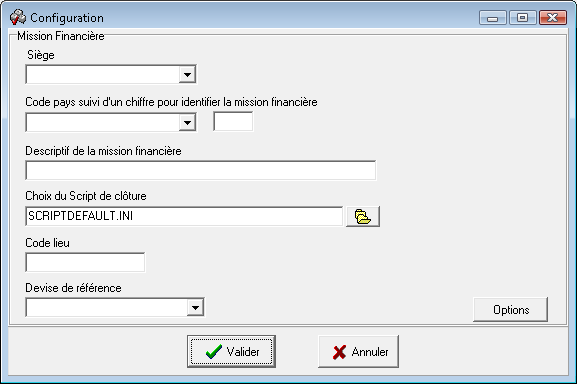 Configuration
Mission Financière
Siège
Code pays suivi d'un chiffre pour identifier la mission financière
Descriptif de la mission financière
Choix du Script de clôture
SCRIPTDEFAULT.INI
Code lieu
Devise de référence
Options
Valider
Annuler